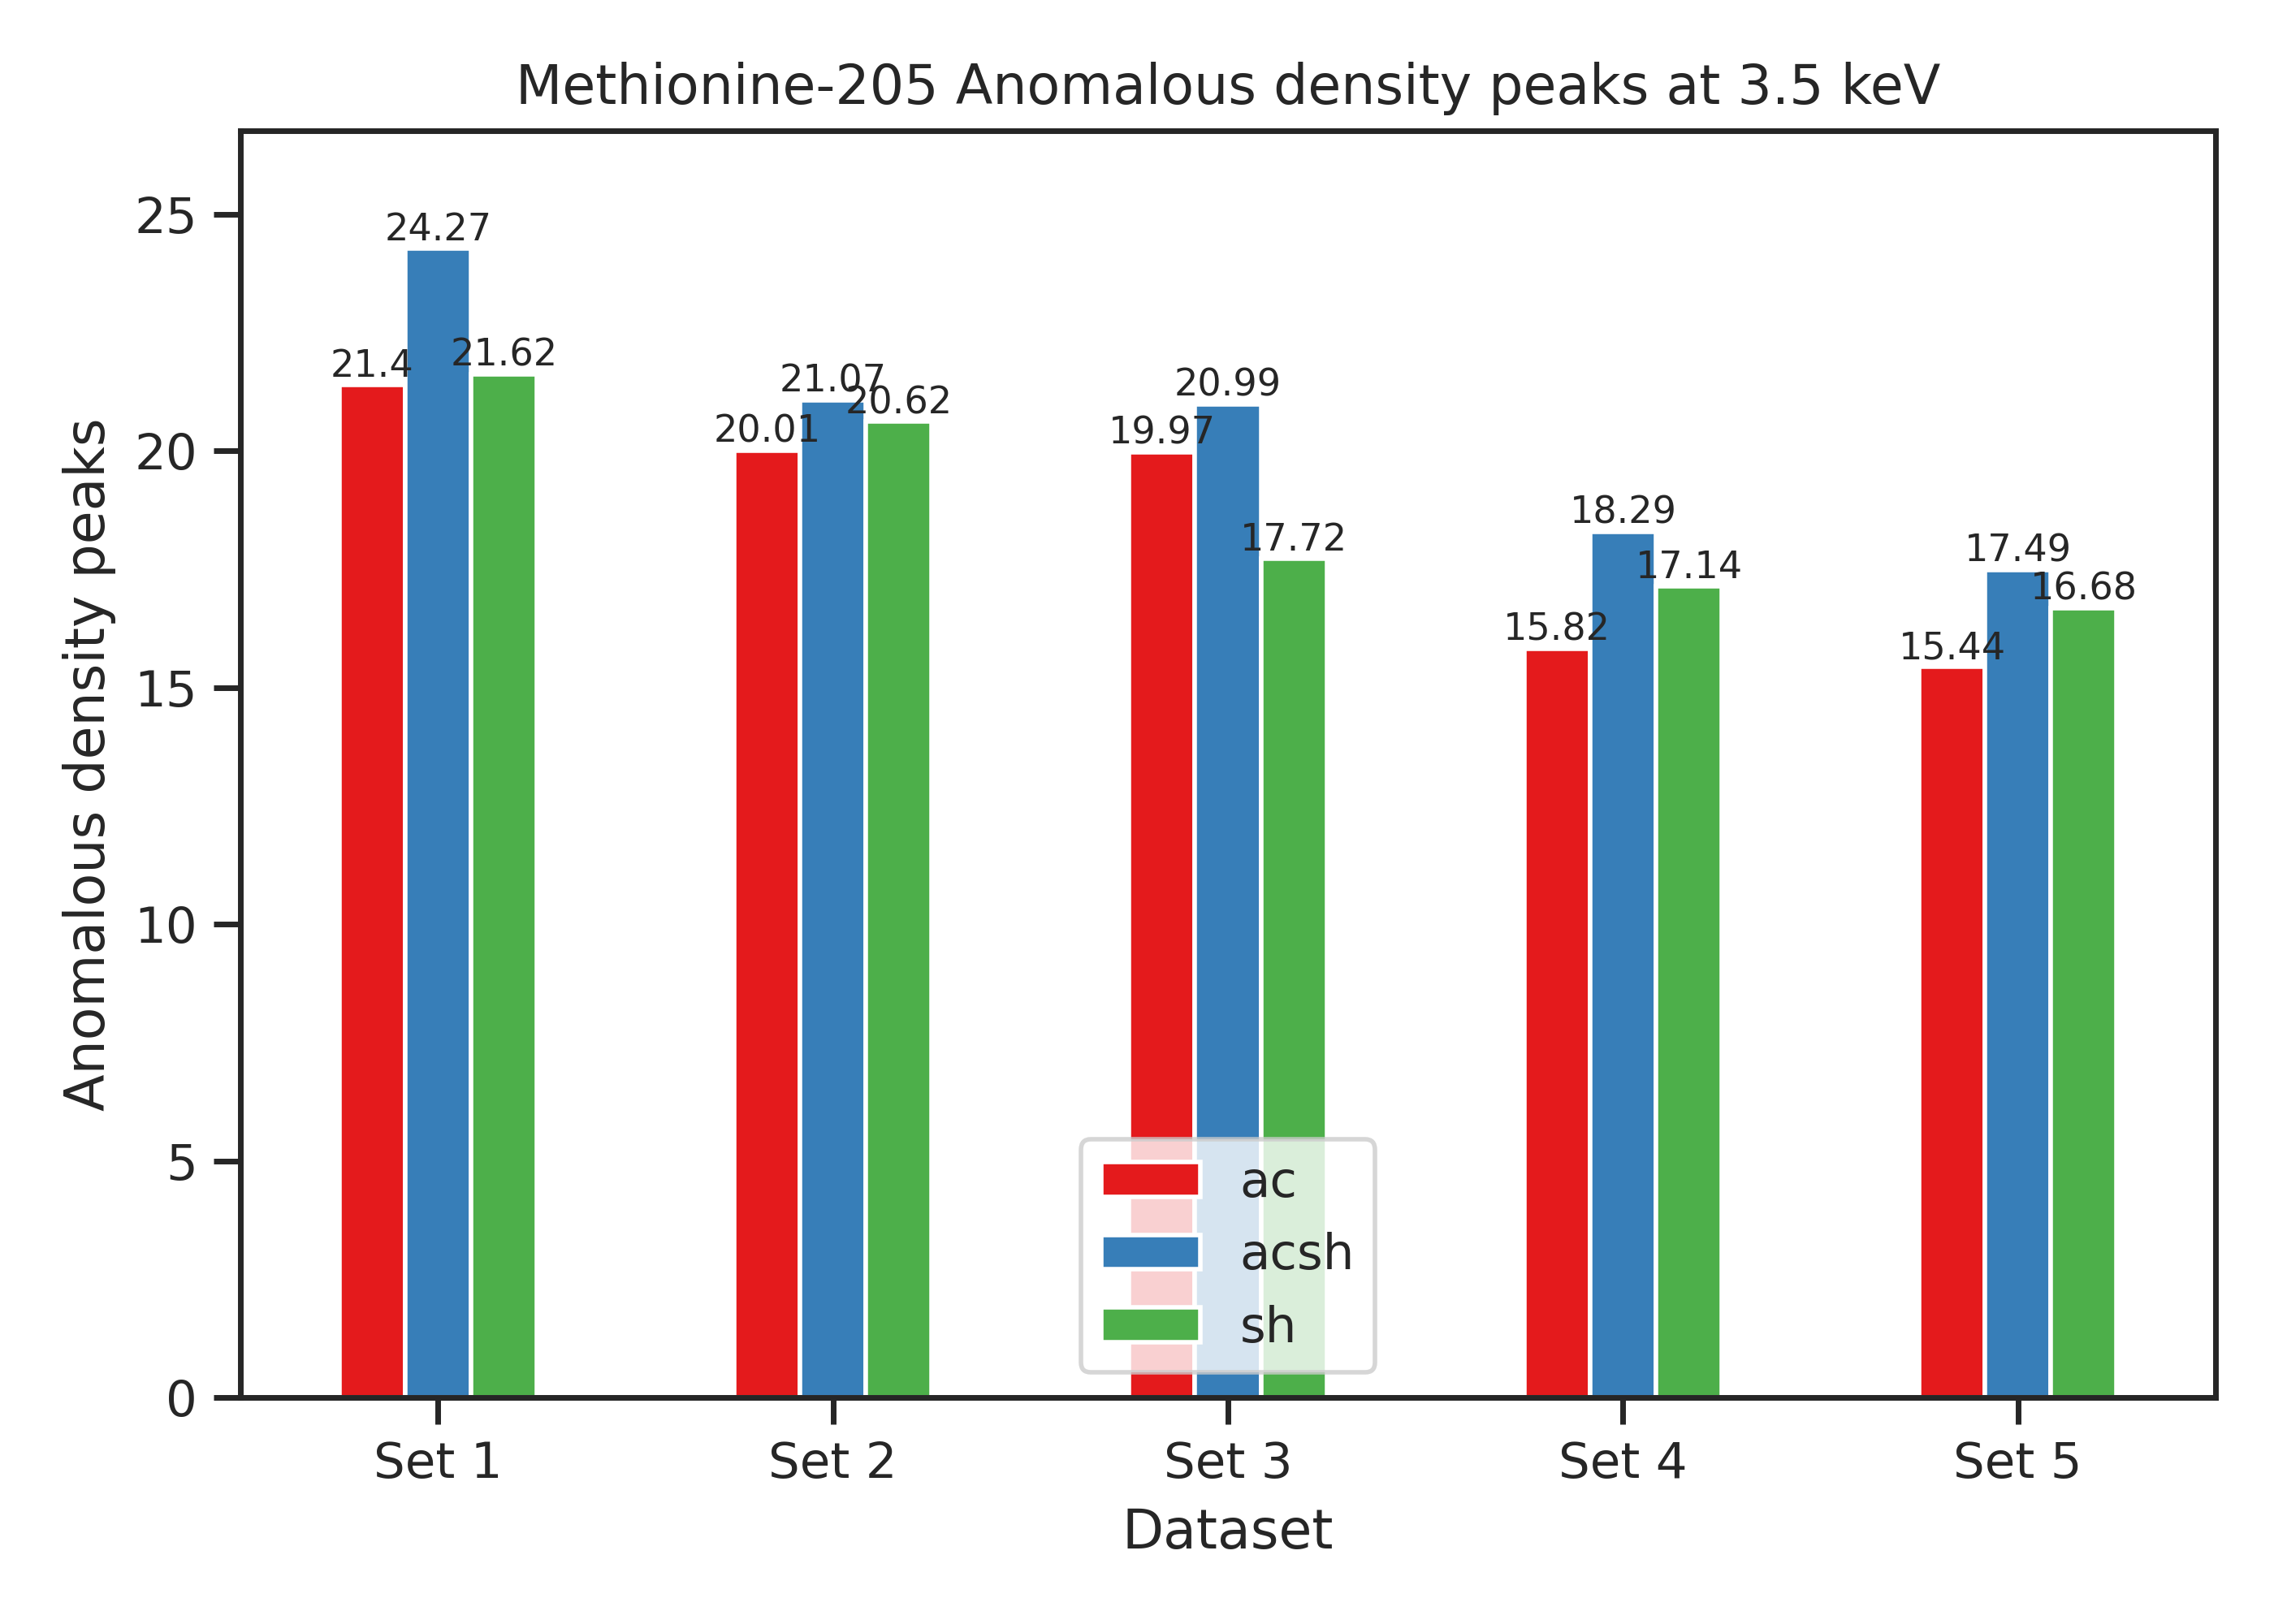 Methionine-205 Anomalous density peaks at 3.5 keV
Anomalous density peaks
25
20
15
10
5
0
21.4
24.27
21.62
20.01
21.07
20.62
19.97
20.99
17.72
15.82
18.29
17.14
15.44
17.49
16.68
ac
acsh
sh
Set 1
Set 2
Set 3
Set 4
Set 5
Dataset